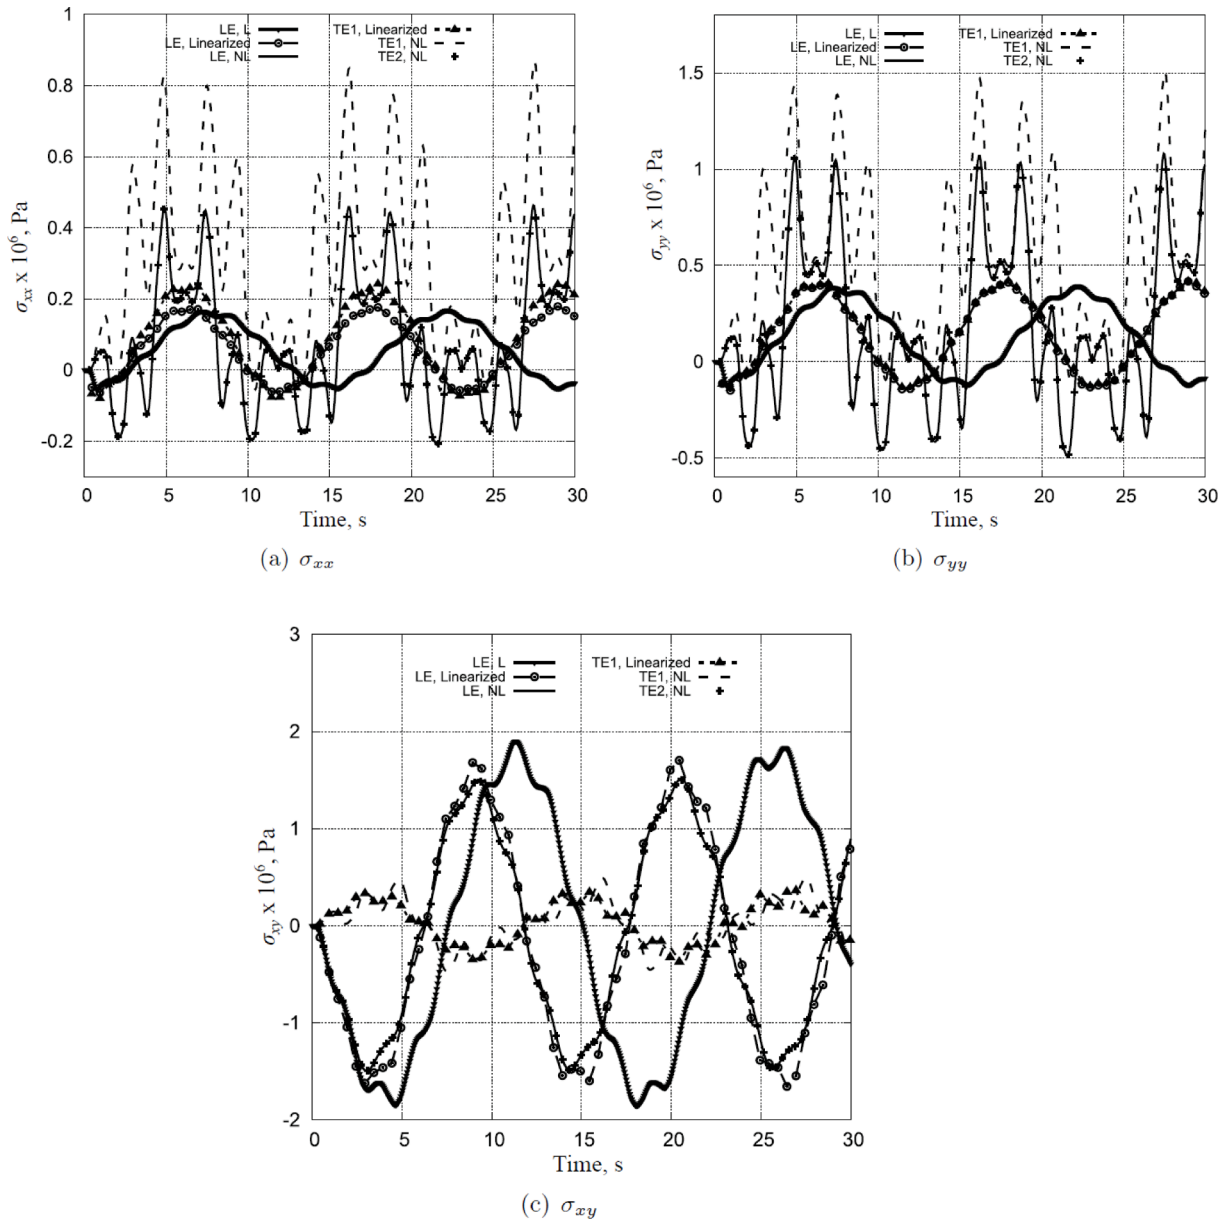 LE, L
LE, Linearized
LE, NL
TE1, Linearized
TE1, NL
TE2, NL
1
0.8
0.6
0.4
0.2
0
-0.2
σxx x 10^6, Pa
0 5 10 15 20 25 30
Time, s
(a) σxx
LE, L
LE, Linearized
LE, NL
TE1, Linearized
TE1, NL
TE2, NL
1.5
1
0.5
0
-0.5
σyy x 10^6, Pa
0 5 10 15 20 25 30
Time, s
(b) σyy
LE, L
LE, Linearized
LE, NL
TE1, Linearized
TE1, NL
TE2, NL
3
2
1
0
-1
-2
σxy x 10^6, Pa
0 5 10 15 20 25 30
Time, s
(c) σxy